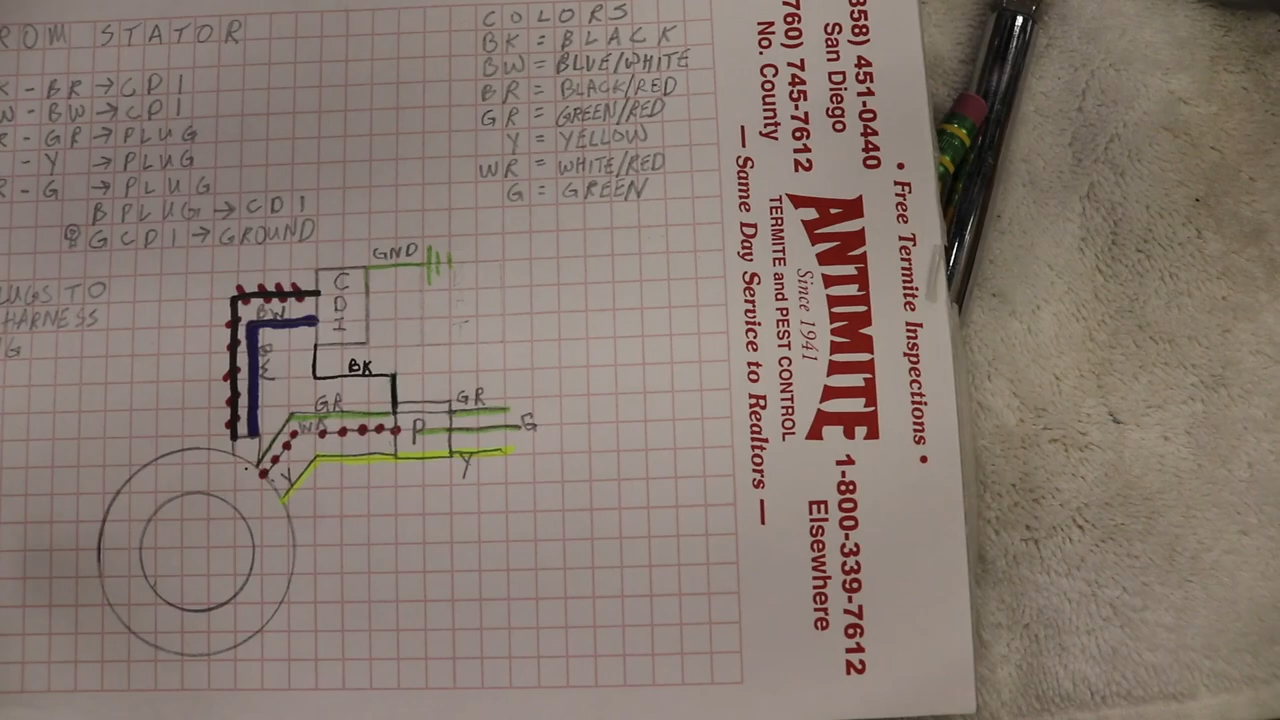 ROM STATOR
- BR → CDI
W - BW → CDI
R - GR → PLUG
- Y → PLUG
R - G → PLUG
B PLUG → CDI
G CDI → GROUND
LUGS TO
HARNESS
G
COLORS
BK = BLACK
BW = BLUE/WHITE
BR = BLACK/RED
GR = GREEN/RED
Y = YELLOW
WR = WHITE/RED
G = GREEN
GND
CDI
BW
BK
GR
WR
Y
P
GR
G
Y
• Free Termite Inspections •
858) 451-0440
San Diego
760) 745-7612
No. County
ANTIMITE
Since 1941
TERMITE and PEST CONTROL
— Same Day Service to Realtors —
1-800-339-7612
Elsewhere